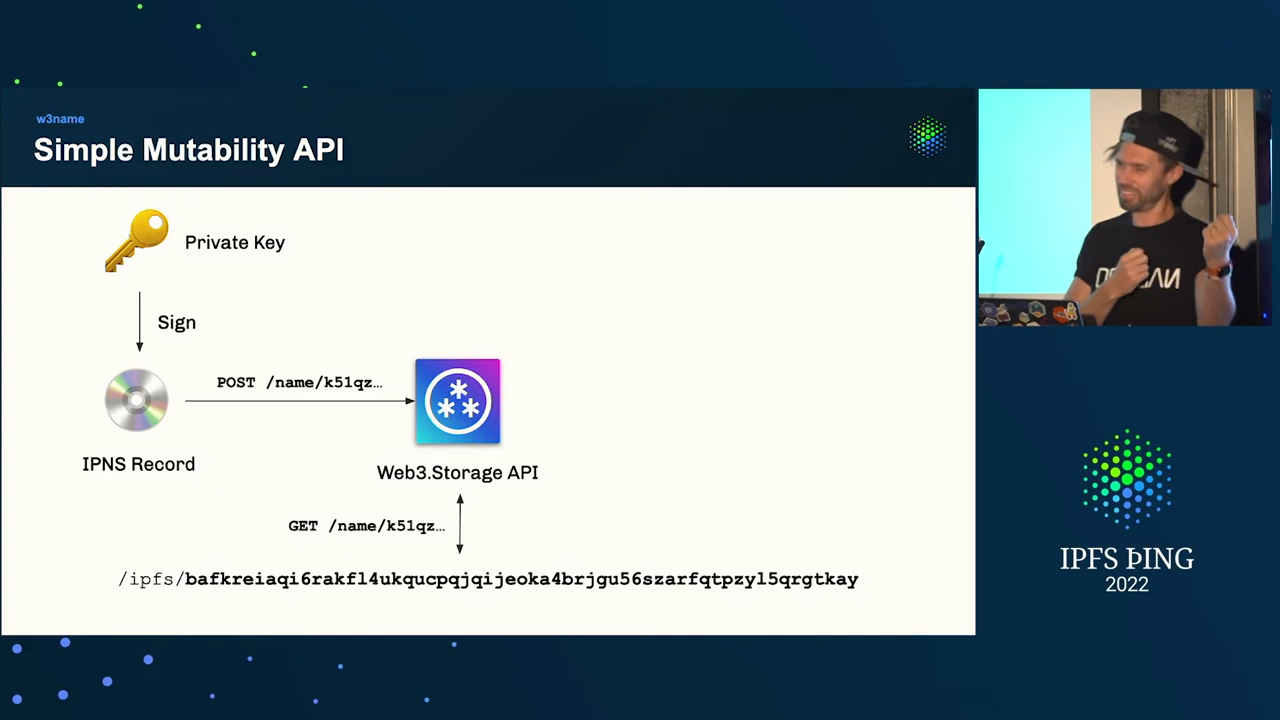 w3name
Simple Mutability API
Private Key
Sign
POST /name/k51qz…
IPNS Record
Web3.Storage API
GET /name/k51qz…
/ipfs/bafkreiaqi6rakfl4ukqucpqjqijeoka4brjgu56szarfqtpzyl5qrgtkay
IPFS ÞING
2022